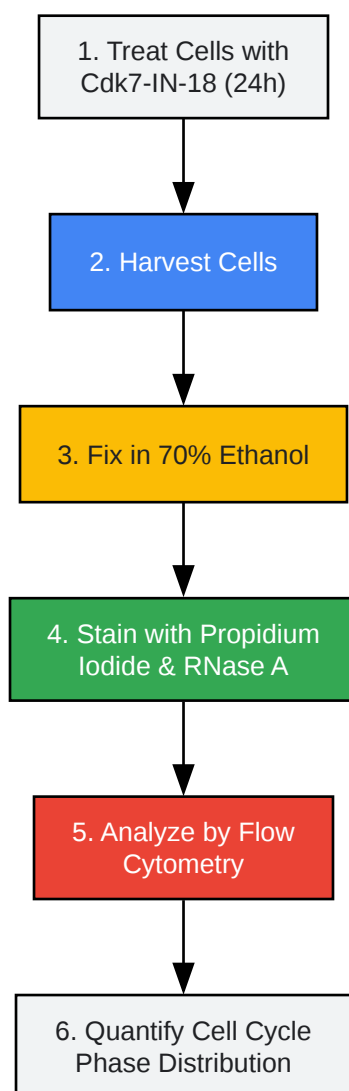 1. Treat Cells with
Cdk7-IN-18 (24h)
2. Harvest Cells
3. Fix in 70% Ethanol
4. Stain with Propidium
Iodide & RNase A
5. Analyze by Flow
Cytometry
6. Quantify Cell Cycle
Phase Distribution